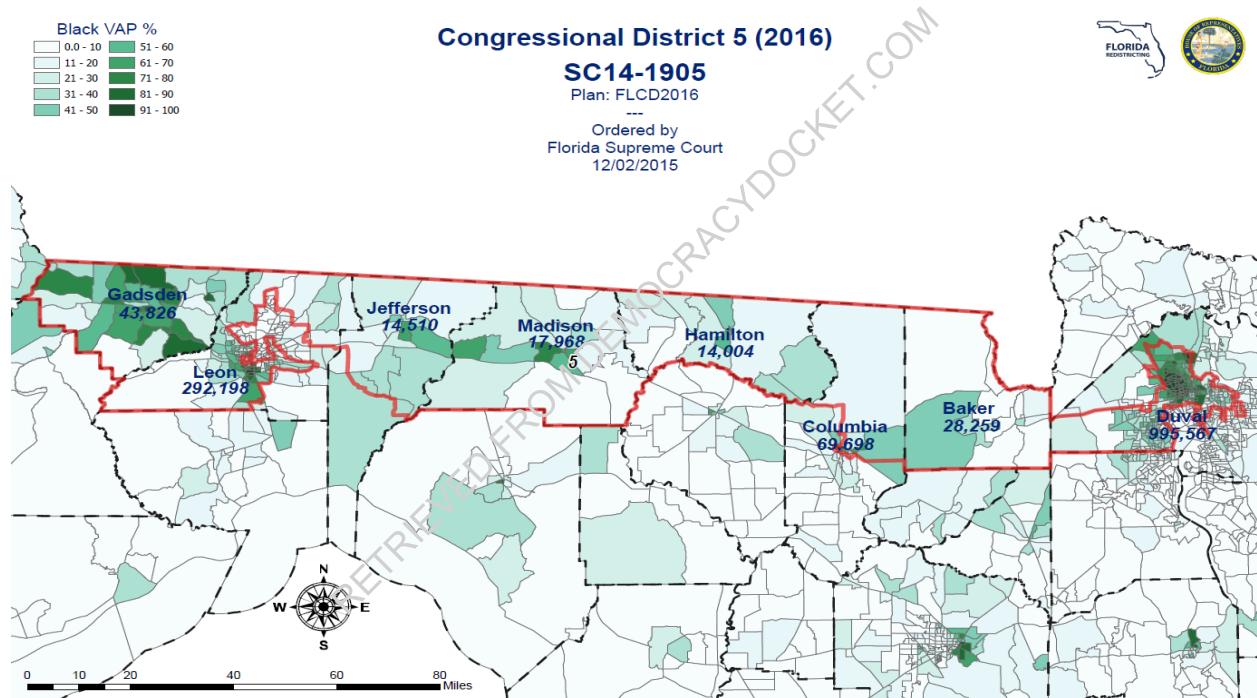 Black VAP %
0.0 - 10
51 - 60
11 - 20
61 - 70
21 - 30
71 - 80
31 - 40
81 - 90
41 - 50
91 - 100
Congressional District 5 (2016)
SC14-1905
Plan: FLCD2016
---
Ordered by
Florida Supreme Court
12/02/2015
FLORIDA
REDISTRICTING
RETRIEVED FROM DEMOCRACYDOCKET.COM
Gadsden
43,826
Leon
292,198
Jefferson
14,510
Madison
17,968
5
Hamilton
14,004
Columbia
69,698
Baker
28,259
Duval
995,567
N
W
E
S
0 10 20 40 60 80
Miles